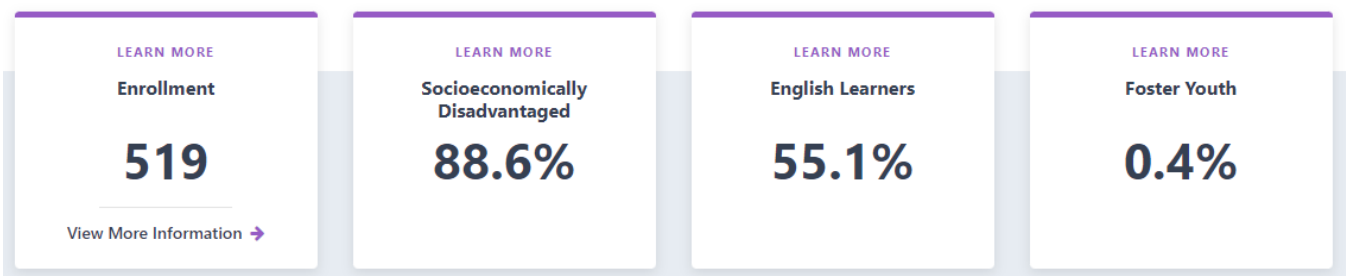 LEARN MORE
Enrollment
519
View More Information
LEARN MORE
Socioeconomically
Disadvantaged
88.6%
LEARN MORE
English Learners
55.1%
LEARN MORE
Foster Youth
0.4%